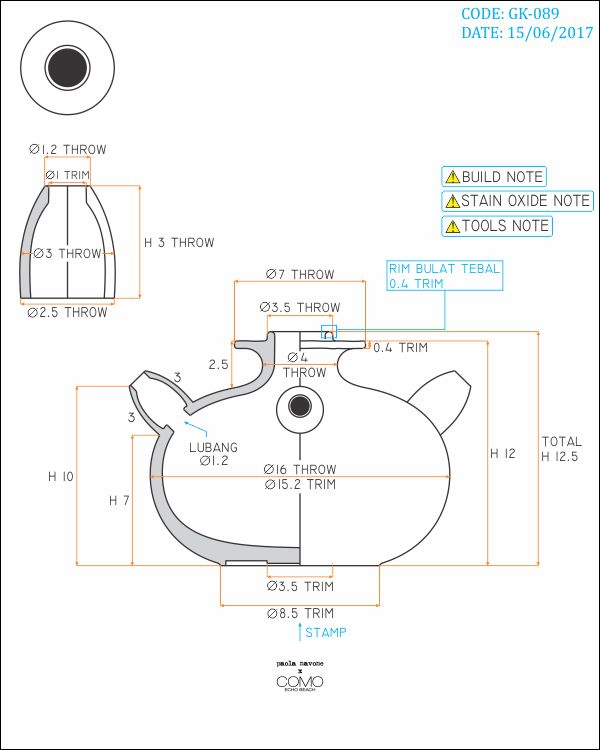 CODE: GK-089
DATE: 15/06/2017
Ø1.2 THROW
Ø1 TRIM
H 3 THROW
Ø3 THROW
Ø2.5 THROW
BUILD NOTE
STAIN OXIDE NOTE
TOOLS NOTE
RIM BULAT TEBAL
0.4 TRIM
Ø7 THROW
Ø3.5 THROW
0.4 TRIM
2.5
Ø4
THROW
3
3
LUBANG
Ø1.2
H 10
H 7
Ø16 THROW
Ø15.2 TRIM
H 12
TOTAL
H 12.5
Ø3.5 TRIM
Ø8.5 TRIM
STAMP
paola navone
x
COMO
ECHO BEACH